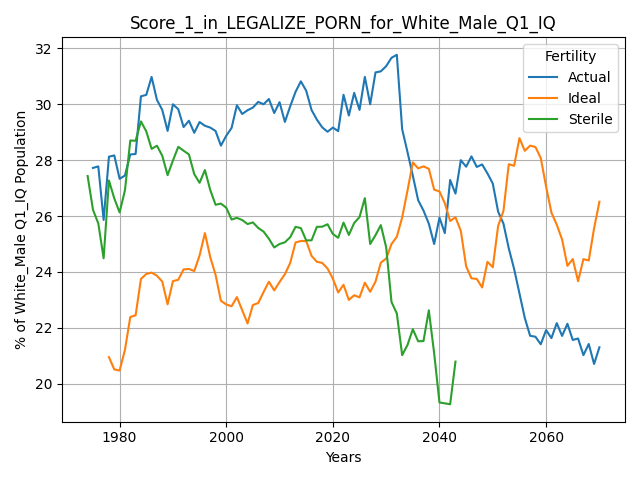 Score_1_in_LEGALIZE_PORN_for_White_Male_Q1_IQ
% of White_Male Q1_IQ Population
32
30
28
26
24
22
20
Fertility
Actual
Ideal
Sterile
1980 2000 2020 2040 2060
Years